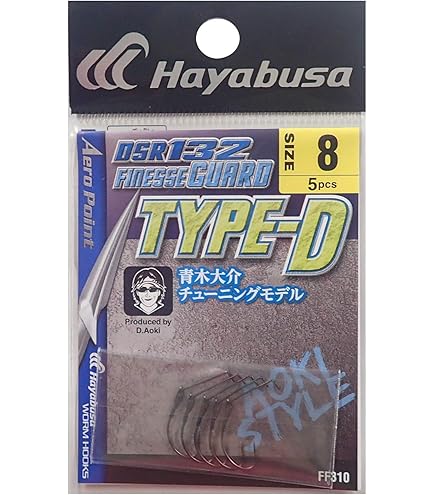 Hayabusa
DSR132
FINESSE GUARD
TYPE-D
SIZE
8
5pcs
Aero Point
青木大介
チューニングモデル
Produced by
D.Aoki
AOKI
STYLE
Hayabusa
WORM HOOKS
FF310